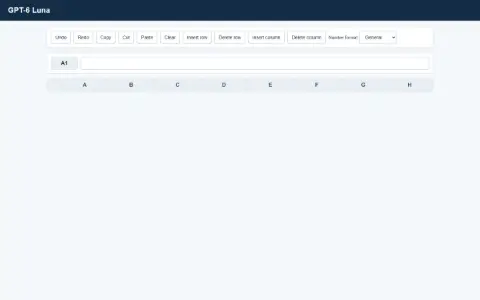 GPT-6 Luna
Undo Redo Copy Cut Paste Clear Insert row Delete row Insert column Delete column Number format General
A1
A B C D E F G H